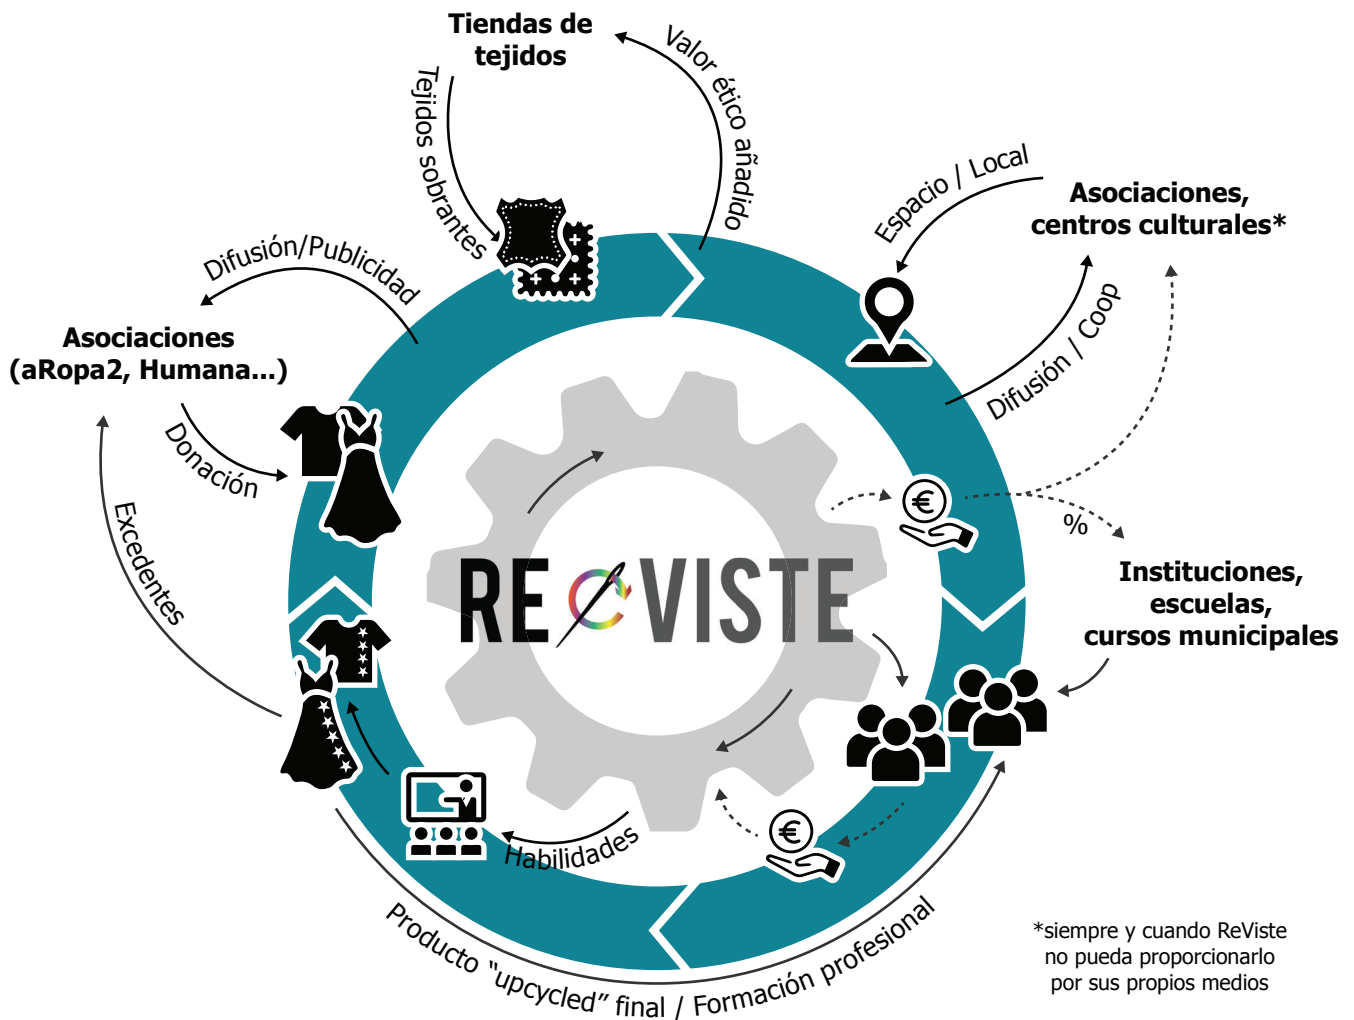 Tiendas de
tejidos
Tejidos sobrantes
Valor ético añadido
Espacio / Local
Asociaciones,
centros culturales*
Difusión / Coop
Difusión/Publicidad
Asociaciones
(aRopa2, Humana...)
Donación
Excedentes
€
%
Instituciones,
escuelas,
cursos municipales
RE VISTE
€
Habilidades
Producto “upcycled” final / Formación profesional
*siempre y cuando ReViste
no pueda proporcionarlo
por sus propios medios